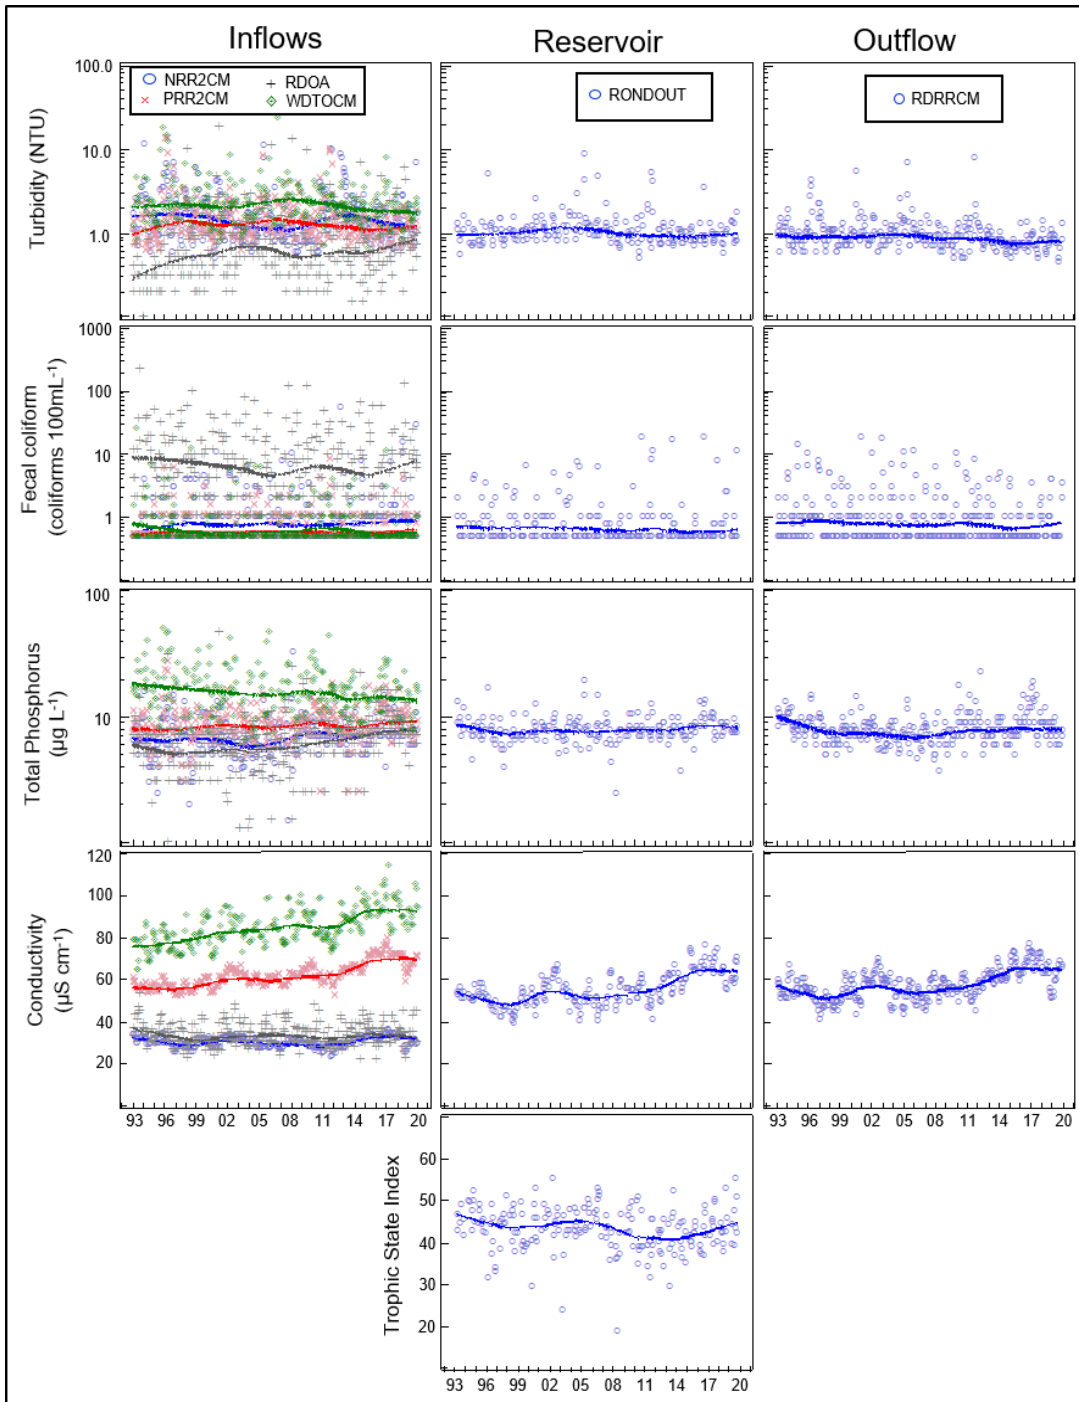 Inflows
Reservoir
Outflow
NRR2CM
RDOA
PRR2CM
WDTOCM
RONDOUT
RDRRCM
Turbidity (NTU)
100.0
10.0
1.0
Fecal coliform
(coliforms 100mL⁻¹)
1000
100
10
1
Total Phosphorus
(µg L⁻¹)
100
10
Conductivity
(µS cm⁻¹)
120
100
80
60
40
20
93 96 99 02 05 08 11 14 17 20
93 96 99 02 05 08 11 14 17 20
Trophic State Index
60
50
40
30
20
93 96 99 02 05 08 11 14 17 20